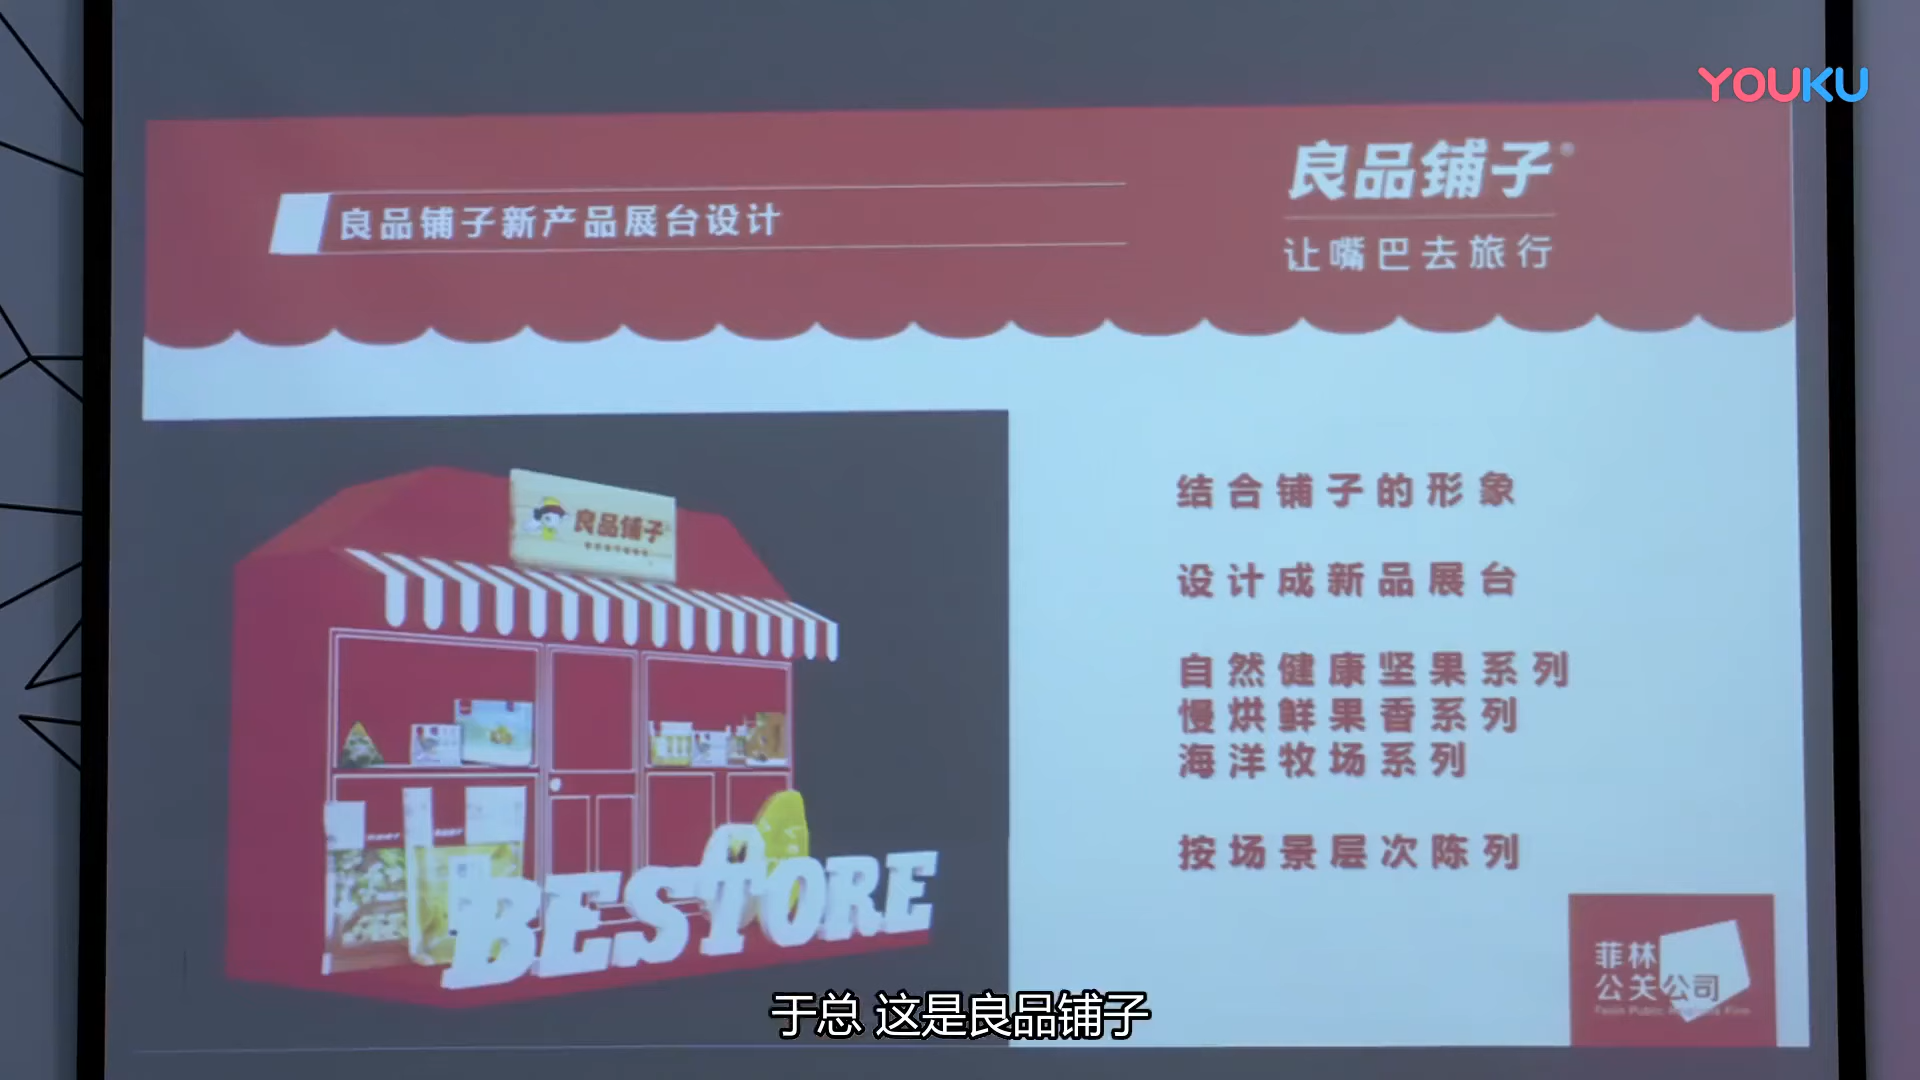 YOUKU
良品铺子新产品展台设计
良品铺子®
让嘴巴去旅行
良品铺子
结合铺子的形象
设计成新品展台
自然健康坚果系列
慢烘鲜果香系列
海洋牧场系列
按场景层次陈列
BESTORE
菲林
公关公司
于总 这是良品铺子